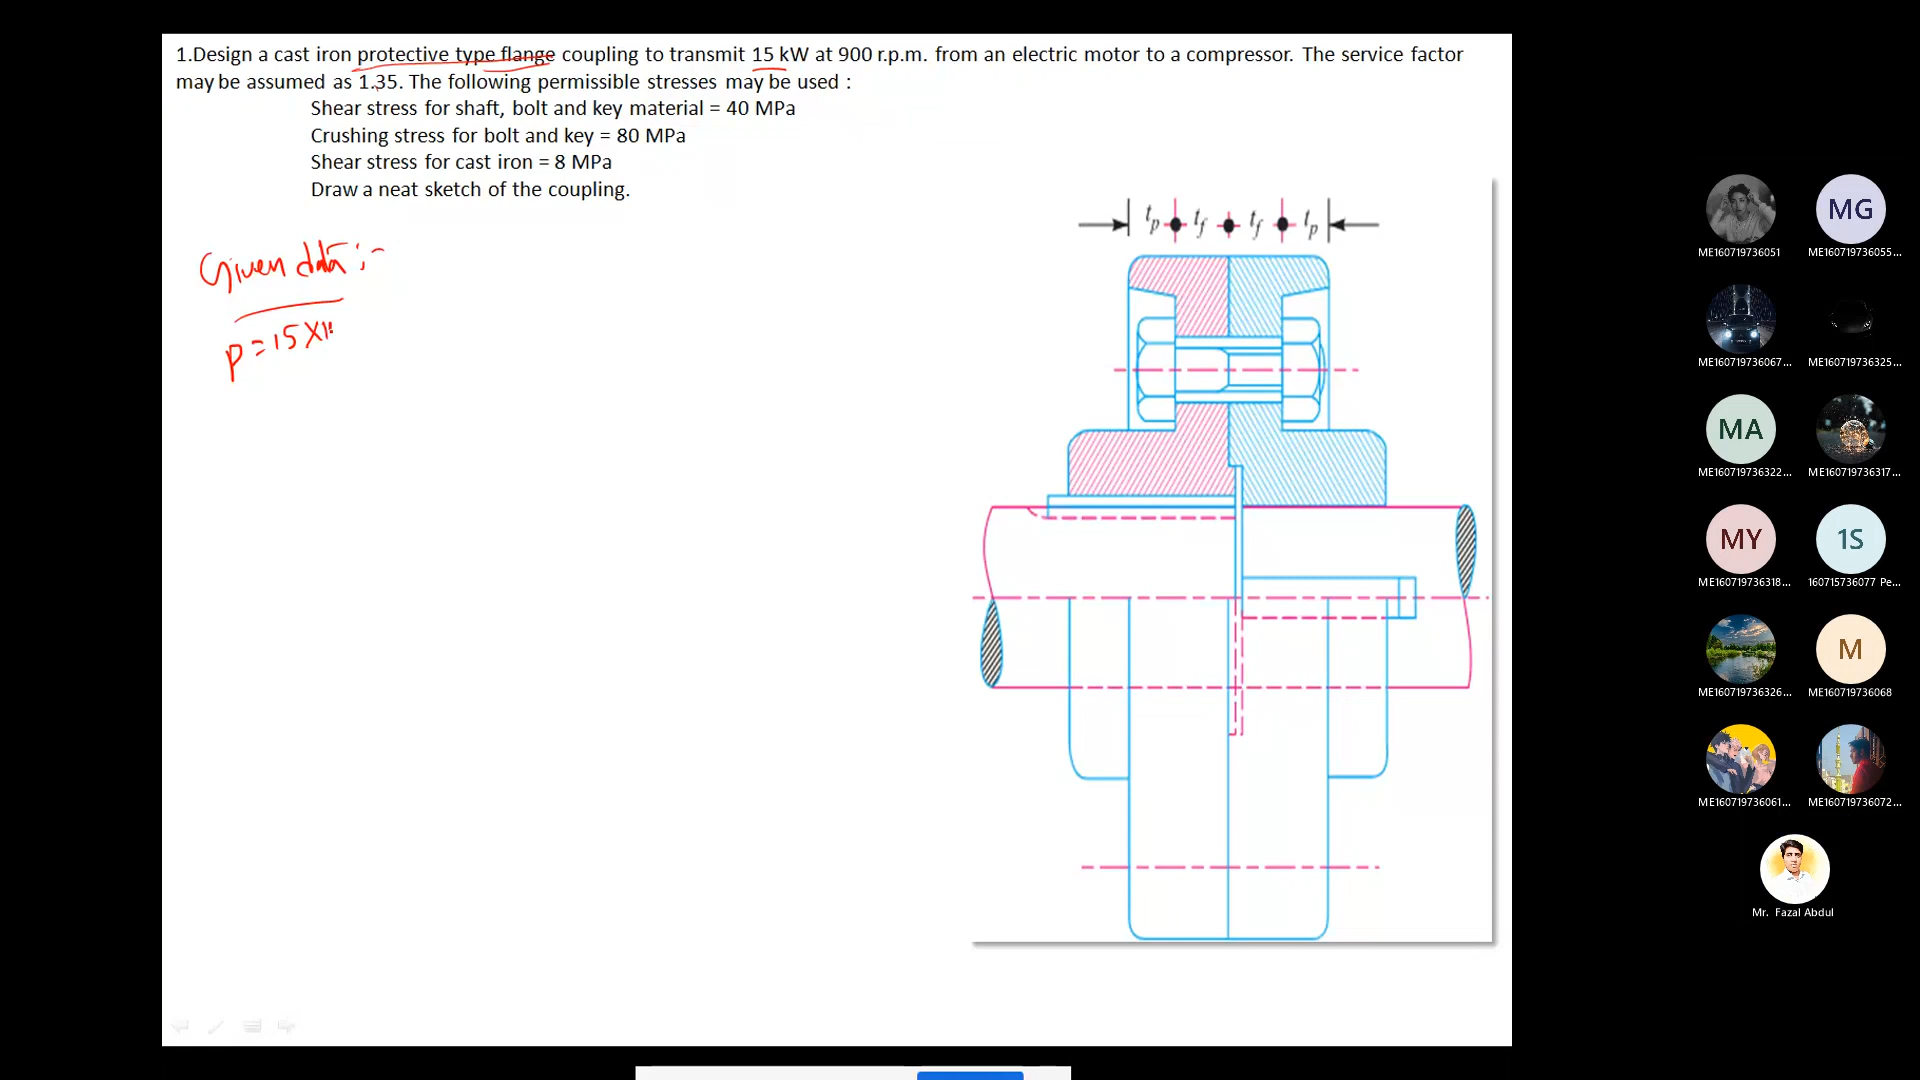 1.Design a cast iron protective type flange coupling to transmit 15 kW at 900 r.p.m. from an electric motor to a compressor. The service factor
may be assumed as 1.35. The following permissible stresses may be used :
Shear stress for shaft, bolt and key material = 40 MPa
Crushing stress for bolt and key = 80 MPa
Shear stress for cast iron = 8 MPa
Draw a neat sketch of the coupling.
Given data :-
P = 15 X
tp tf tf tp
ME160719736051
MG
ME160719736055...
ME160719736067...
ME160719736325...
MA
ME160719736322...
ME160719736317...
MY
ME160719736318...
1S
160715736077 Pe...
ME160719736326...
M
ME160719736068
ME160719736061...
ME160719736072...
Mr. Fazal Abdul